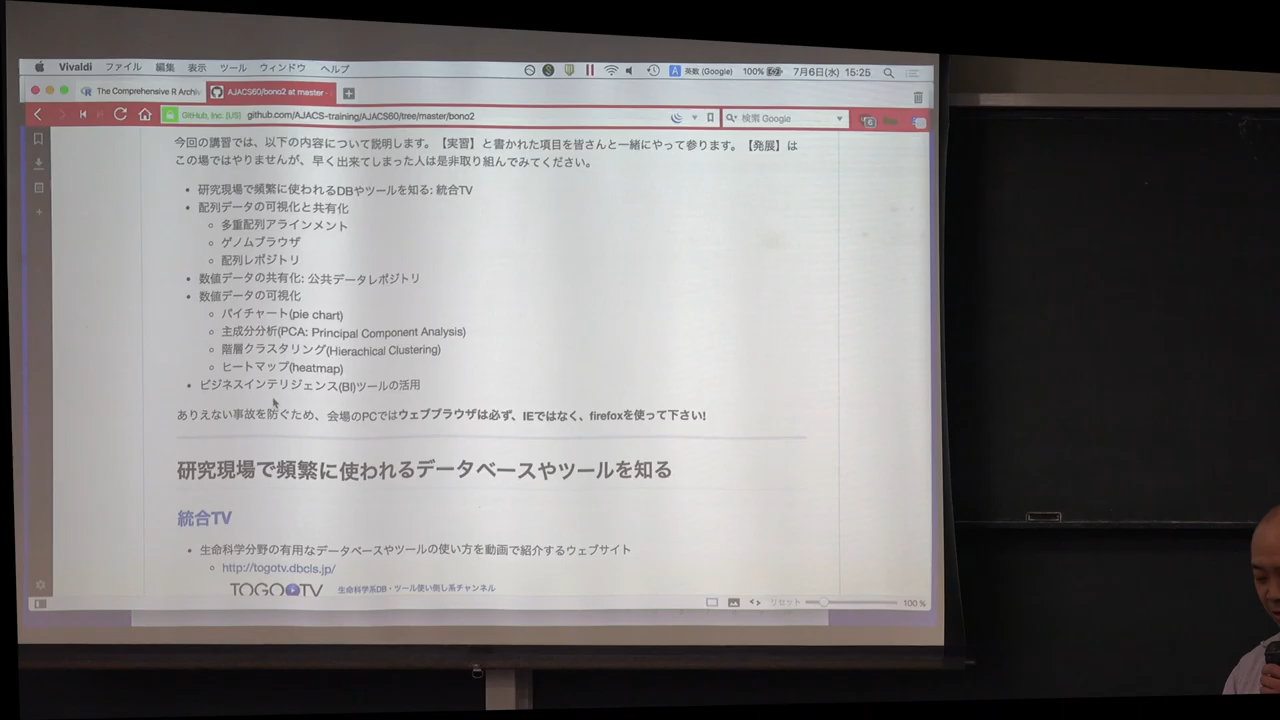 Vivaldi ファイル 編集 表示 ツール ウィンドウ ヘルプ 英数 (Google) 100% 7月6日(水) 15:25
The Comprehensive R Archiv AJACS60/bono2 at master -
GitHub, Inc. [US] github.com/AJACS-training/AJACS60/tree/master/bono2 検索 Google
今回の講習では、以下の内容について説明します。【実習】と書かれた項目を皆さんと一緒にやって参ります。【発展】は
この場ではやりませんが、早く出来てしまった人は是非取り組んでみてください。
研究現場で頻繁に使われるDBやツールを知る: 統合TV
配列データの可視化と共有化
多重配列アラインメント
ゲノムブラウザ
配列レポジトリ
数値データの共有化: 公共データレポジトリ
数値データの可視化
パイチャート(pie chart)
主成分分析(PCA: Principal Component Analysis)
階層クラスタリング(Hierachical Clustering)
ヒートマップ(heatmap)
ビジネスインテリジェンス(BI)ツールの活用
ありえない事故を防ぐため、会場のPCではウェブブラウザは必ず、IEではなく、firefoxを使って下さい!
研究現場で頻繁に使われるデータベースやツールを知る
統合TV
生命科学分野の有用なデータベースやツールの使い方を動画で紹介するウェブサイト
http://togotv.dbcls.jp/
TOGOTV 生命科学系DB・ツール使い倒し系チャンネル
リセット 100 %